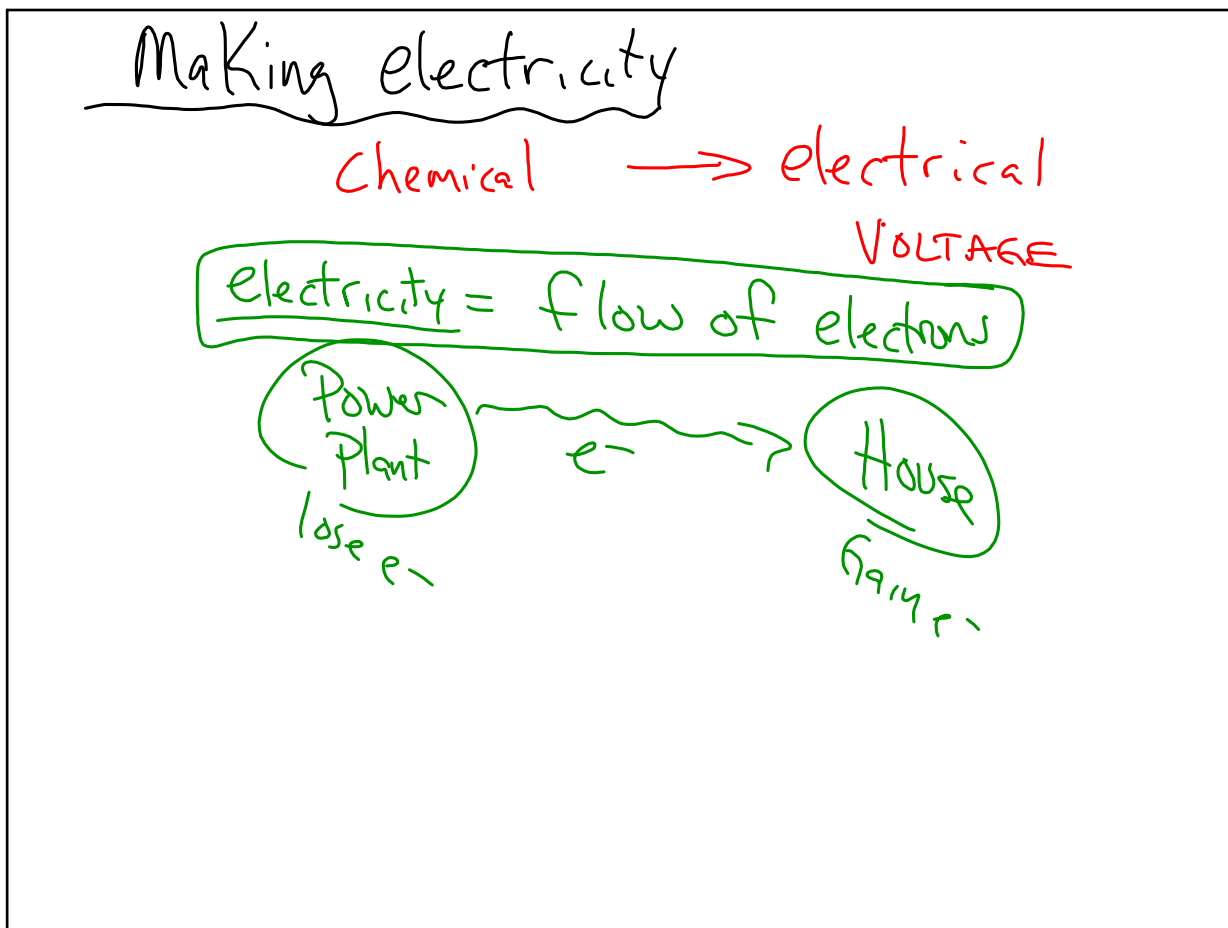 Making electricity
Chemical → electrical
VOLTAGE
electricity = flow of electrons
Power
Plant
e-
House
lose e-
Gain e-